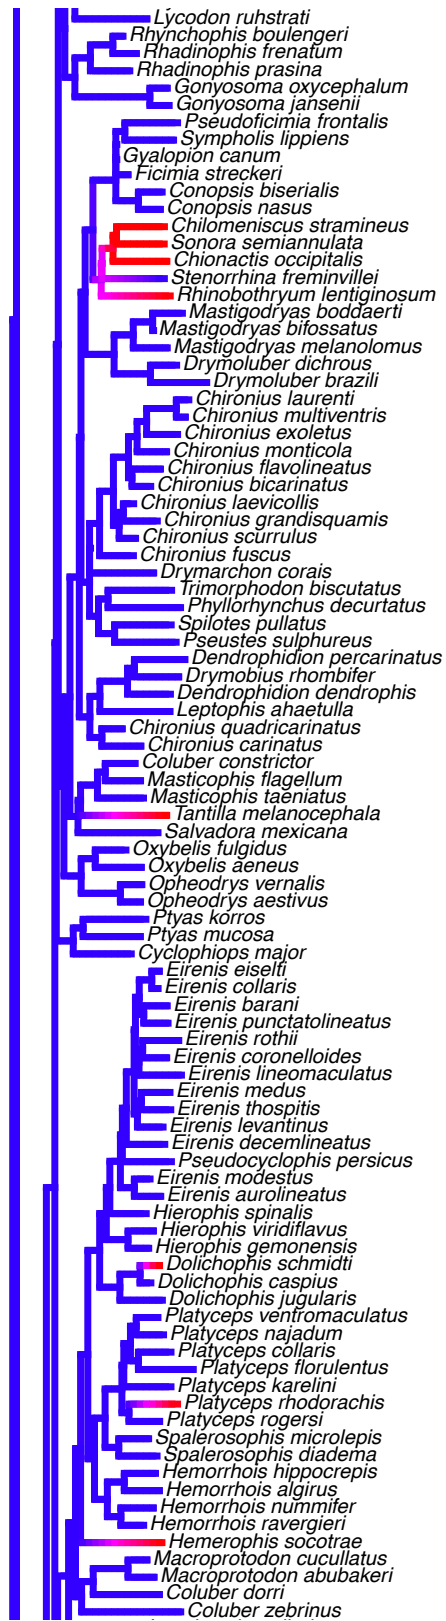 Lycodon ruhstrati
Rhynchophis boulengeri
Rhadinophis frenatum
Rhadinophis prasina
Gonyosoma oxycephalum
Gonyosoma jansenii
Pseudoficimia frontalis
Sympholis lippiens
Gyalopion canum
Ficimia streckeri
Conopsis biserialis
Conopsis nasus
Chilomeniscus stramineus
Sonora semiannulata
Chionactis occipitalis
Stenorrhina freminvillei
Rhinobothryum lentiginosum
Mastigodryas boddaerti
Mastigodryas bifossatus
Mastigodryas melanolomus
Drymoluber dichrous
Drymoluber brazili
Chironius laurenti
Chironius multiventris
Chironius exoletus
Chironius monticola
Chironius flavolineatus
Chironius bicarinatus
Chironius laevicollis
Chironius grandisquamis
Chironius scurrulus
Chironius fuscus
Drymarchon corais
Trimorphodon biscutatus
Phyllorhynchus decurtatus
Spilotes pullatus
Pseustes sulphureus
Dendrophidion percarinatus
Drymobius rhombifer
Dendrophidion dendrophis
Leptophis ahaetulla
Chironius quadricarinatus
Chironius carinatus
Coluber constrictor
Masticophis flagellum
Masticophis taeniatus
Tantilla melanocephala
Salvadora mexicana
Oxybelis fulgidus
Oxybelis aeneus
Opheodrys vernalis
Opheodrys aestivus
Ptyas korros
Ptyas mucosa
Cyclophiops major
Eirenis eiselti
Eirenis collaris
Eirenis barani
Eirenis punctatolineatus
Eirenis rothii
Eirenis coronelloides
Eirenis lineomaculatus
Eirenis medus
Eirenis thospitis
Eirenis levantinus
Eirenis decemlineatus
Pseudocyclophis persicus
Eirenis modestus
Eirenis aurolineatus
Hierophis spinalis
Hierophis viridiflavus
Hierophis gemonensis
Dolichophis schmidti
Dolichophis caspius
Dolichophis jugularis
Platyceps ventromaculatus
Platyceps najadum
Platyceps collaris
Platyceps florulentus
Platyceps karelini
Platyceps rhodorachis
Platyceps rogersi
Spalerosophis microlepis
Spalerosophis diadema
Hemorrhois hippocrepis
Hemorrhois algirus
Hemorrhois nummifer
Hemorrhois ravergieri
Hemerophis socotrae
Macroprotodon cucullatus
Macroprotodon abubakeri
Coluber dorri
Coluber zebrinus